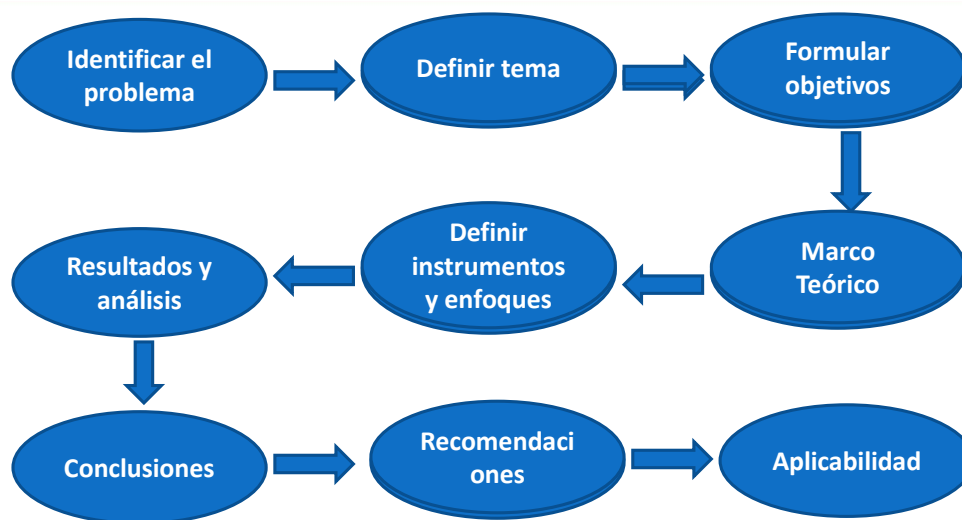 Identificar el
problema
Definir tema
Formular
objetivos
Marco
Teórico
Definir
instrumentos
y enfoques
Resultados y
análisis
Conclusiones
Recomendaci
ones
Aplicabilidad